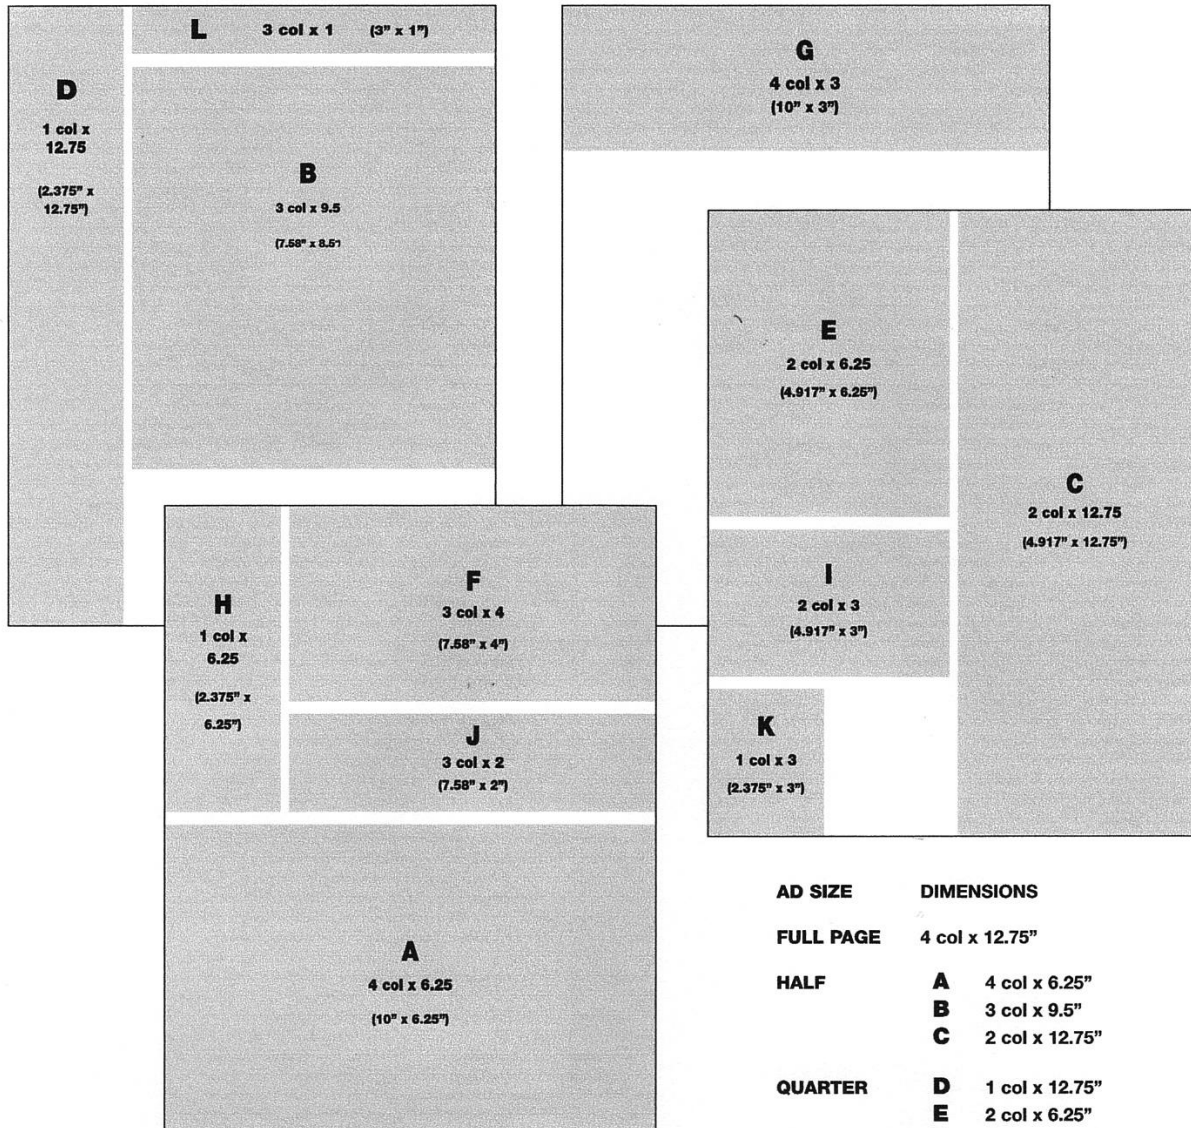 L 3 col x 1 (3" x 1")
D
1 col x
12.75
(2.375" x
12.75")
B
3 col x 9.5
(7.58" x 8.5")
G
4 col x 3
(10" x 3")
E
2 col x 6.25
(4.917" x 6.25")
C
2 col x 12.75
(4.917" x 12.75")
I
2 col x 3
(4.917" x 3")
K
1 col x 3
(2.375" x 3")
H
1 col x
6.25
(2.375" x
6.25")
F
3 col x 4
(7.58" x 4")
J
3 col x 2
(7.58" x 2")
A
4 col x 6.25
(10" x 6.25")
AD SIZE DIMENSIONS
FULL PAGE 4 col x 12.75"
HALF A 4 col x 6.25"
B 3 col x 9.5"
C 2 col x 12.75"
QUARTER D 1 col x 12.75"
E 2 col x 6.25"